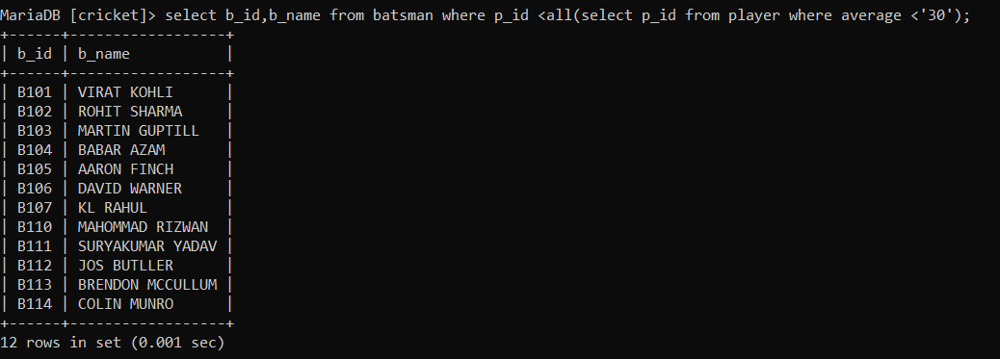 MariaDB [cricket]> select b_id,b_name from batsman where p_id <all(select p_id from player where average <'30');
+------+------------------+
| b_id | b_name           |
+------+------------------+
| B101 | VIRAT KOHLI      |
| B102 | ROHIT SHARMA     |
| B103 | MARTIN GUPTILL   |
| B104 | BABAR AZAM       |
| B105 | AARON FINCH      |
| B106 | DAVID WARNER     |
| B107 | KL RAHUL         |
| B110 | MAHOMMAD RIZWAN  |
| B111 | SURYAKUMAR YADAV |
| B112 | JOS BUTLLER      |
| B113 | BRENDON MCCULLUM |
| B114 | COLIN MUNRO      |
+------+------------------+
12 rows in set (0.001 sec)